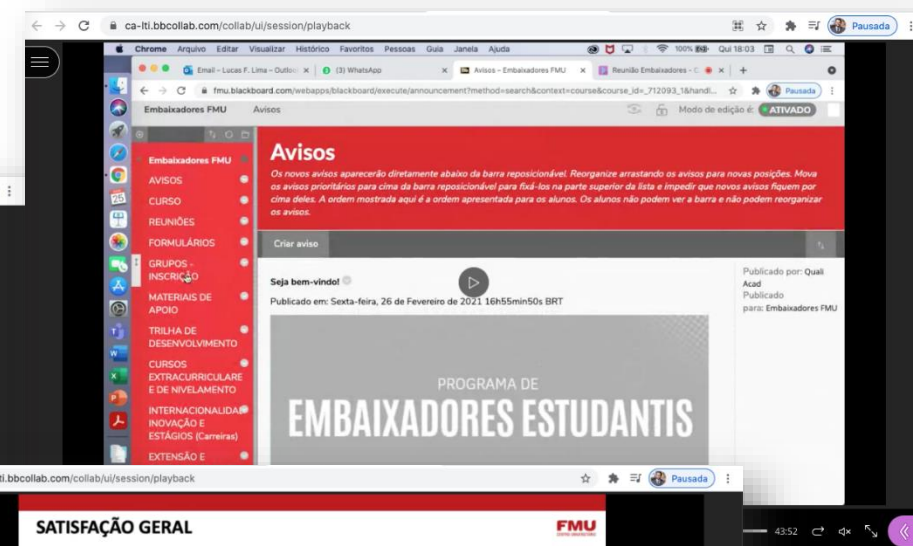 ca-lti.bbcollab.com/collab/ui/session/playback
Pausada
Chrome Arquivo Editar Visualizar Histórico Favoritos Pessoas Guia Janela Ajuda
100% Qui 18:03
Email – Lucas F. Lima – Outloo
(3) WhatsApp
Avisos – Embaixadores FMU
Reunião Embaixadores - C
fmu.blackboard.com/webapps/blackboard/execute/announcement?method=search&context=course&course_id=_712093_1&handl...
Pausada
Embaixadores FMU Avisos
Modo de edição é: ATIVADO
25
Embaixadores FMU
AVISOS
CURSO
REUNIÕES
FORMULÁRIOS
GRUPOS -
INSCRIÇÃO
MATERIAIS DE
APOIO
TRILHA DE
DESENVOLVIMENTO
CURSOS
EXTRACURRICULARE
E DE NIVELAMENTO
INTERNACIONALIDAD
INOVAÇÃO E
ESTÁGIOS (Carreiras)
EXTENSÃO E
Avisos
Os novos avisos aparecerão diretamente abaixo da barra reposicionável. Reorganize arrastando os avisos para novas posições. Mova
os avisos prioritários para cima da barra reposicionável para fixá-los na parte superior da lista e impedir que novos avisos fiquem por
cima deles. A ordem mostrada aqui é a ordem apresentada para os alunos. Os alunos não podem ver a barra e não podem reorganizar
os avisos.
Criar aviso
Seja bem-vindo!
Publicado em: Sexta-feira, 26 de Fevereiro de 2021 16h55min50s BRT
Publicado por: Quali
Acad
Publicado
para: Embaixadores FMU
PROGRAMA DE
EMBAIXADORES ESTUDANTIS
lti.bbcollab.com/collab/ui/session/playback
Pausada
SATISFAÇÃO GERAL
FMU
43:52